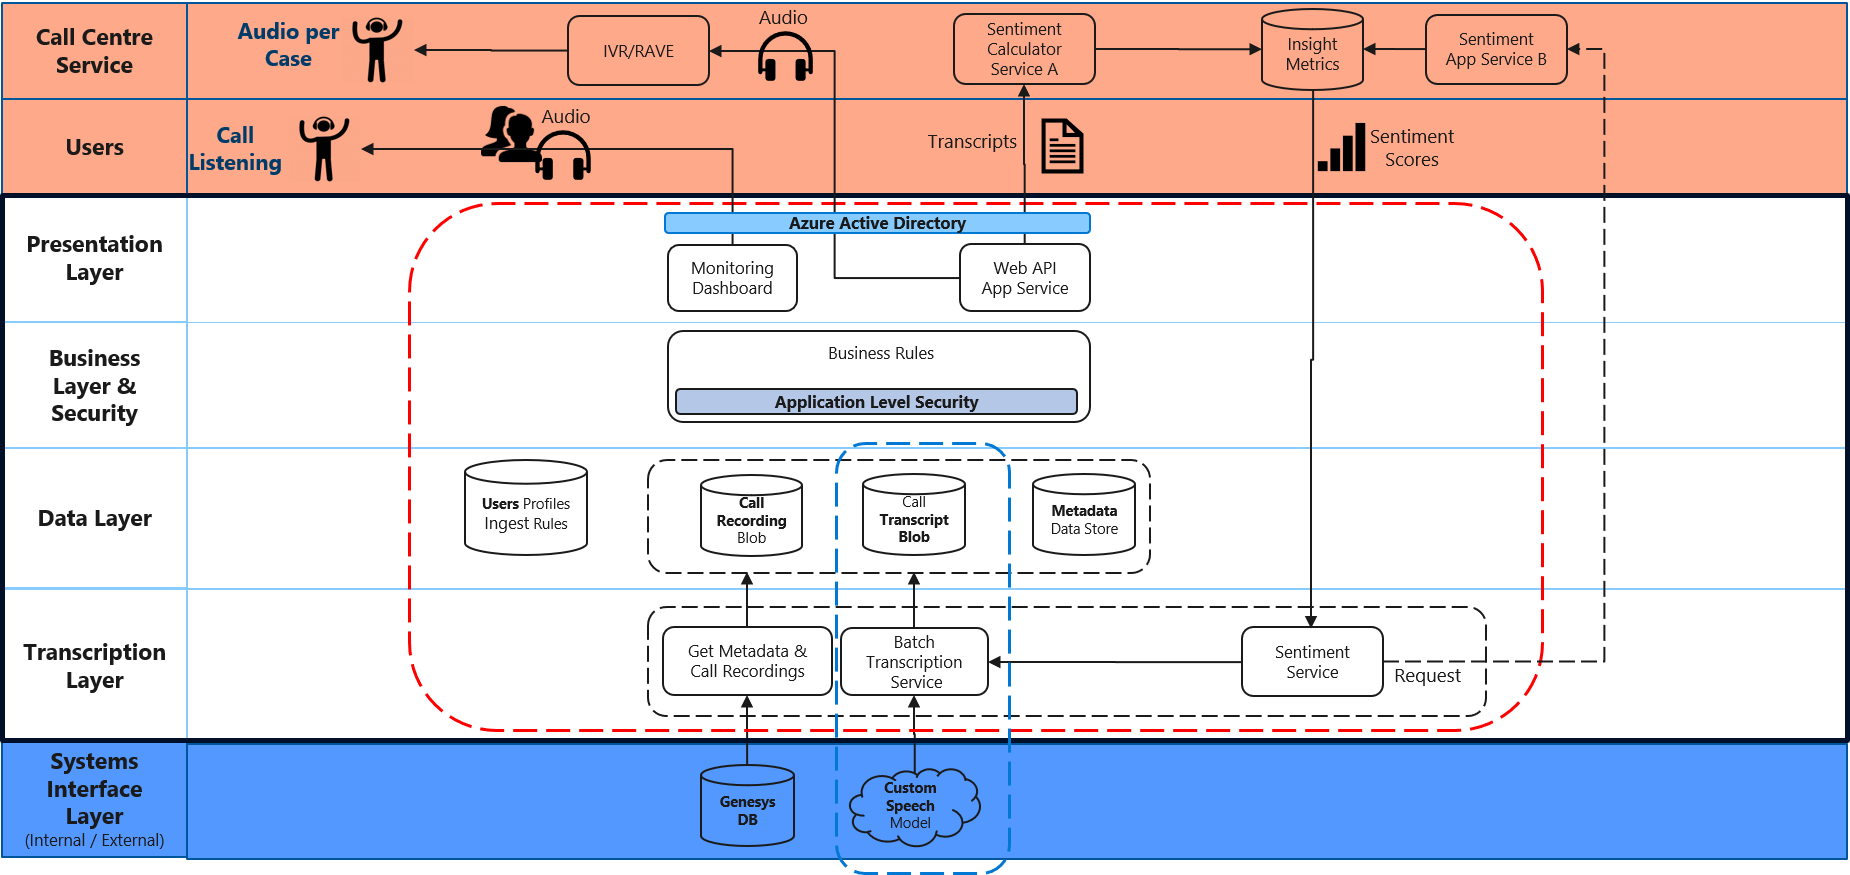 Call Centre
Service
Audio per
Case
IVR/RAVE
Audio
Sentiment
Calculator
Service A
Insight
Metrics
Sentiment
App Service B
Users
Call
Listening
Audio
Transcripts
Sentiment
Scores
Presentation
Layer
Azure Active Directory
Monitoring
Dashboard
Web API
App Service
Business
Layer &
Security
Business Rules
Application Level Security
Data Layer
Users Profiles
Ingest Rules
Call
Recording
Blob
Call
Transcript
Blob
Metadata
Data Store
Transcription
Layer
Get Metadata &
Call Recordings
Batch
Transcription
Service
Sentiment
Service
Request
Systems
Interface
Layer
(Internal / External)
Genesys
DB
Custom
Speech
Model